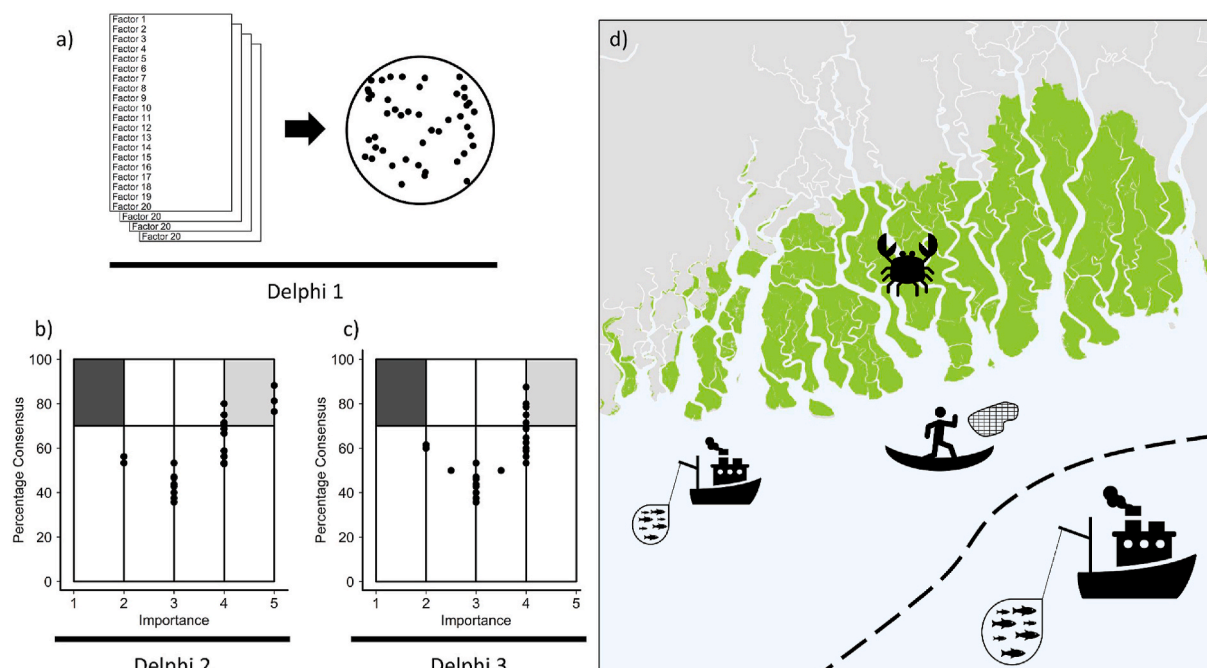 a)
Factor 1
Factor 2
Factor 3
Factor 4
Factor 5
Factor 6
Factor 7
Factor 8
Factor 9
Factor 10
Factor 11
Factor 12
Factor 13
Factor 14
Factor 15
Factor 16
Factor 17
Factor 18
Factor 19
Factor 20
Factor 20
Factor 20
Factor 20
Delphi 1
b)
Percentage Consensus
100
80
60
40
20
0
1 2 3 4 5
Importance
Delphi 2
c)
Percentage Consensus
100
80
60
40
20
0
1 2 3 4 5
Importance
Delphi 3
d)